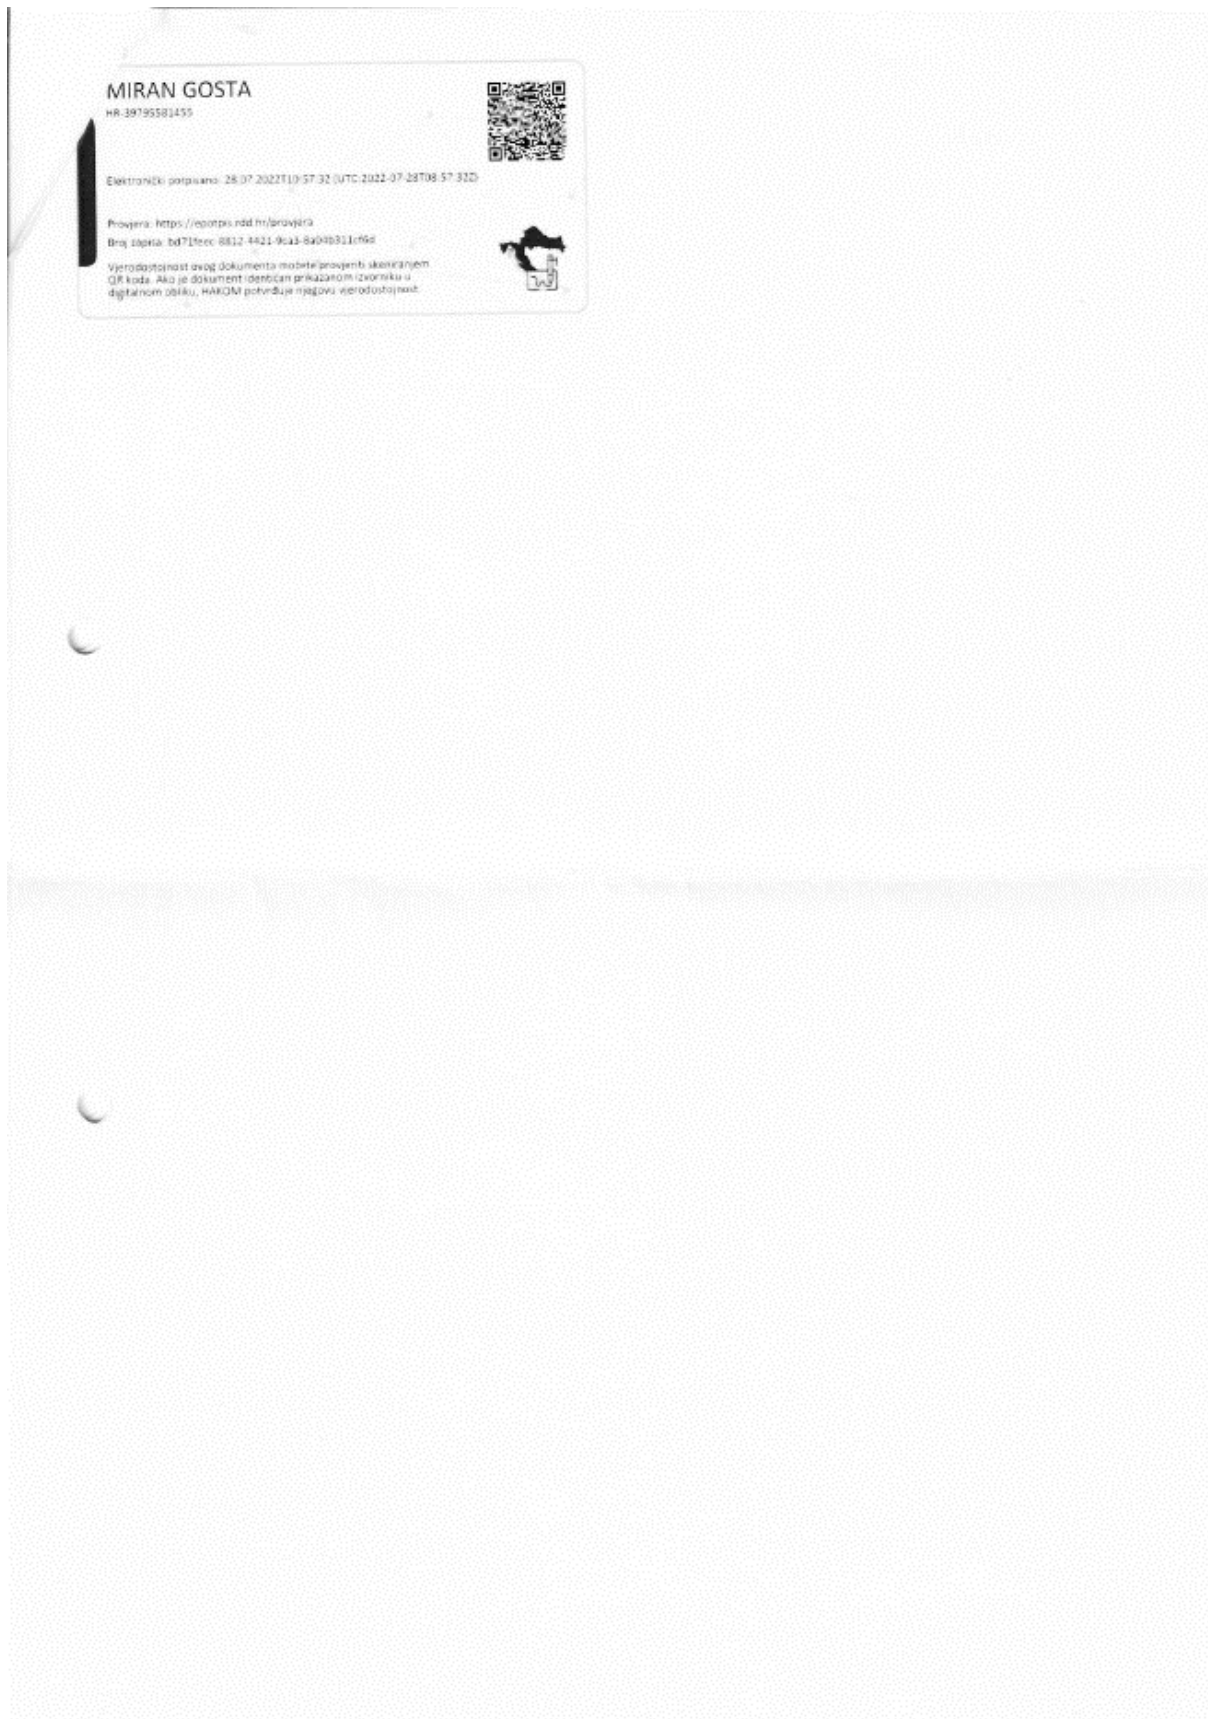 MIRAN GOSTA
HR-39795581455
Elektronički potpisano: 28.07.2022T10:57:32 (UTC:2022-07-28T08:57:32Z)
Provjera: https://epotpis.rdd.hr/provjera
Broj zapisa: bd71feec-8812-4421-9ca3-8a04b311cf6d
Vjerodostojnost ovog dokumenta možete provjeriti skeniranjem
QR koda. Ako je dokument identičan prikazanom izvorniku u
digitalnom obliku, HAKOM potvrđuje njegovu vjerodostojnost.